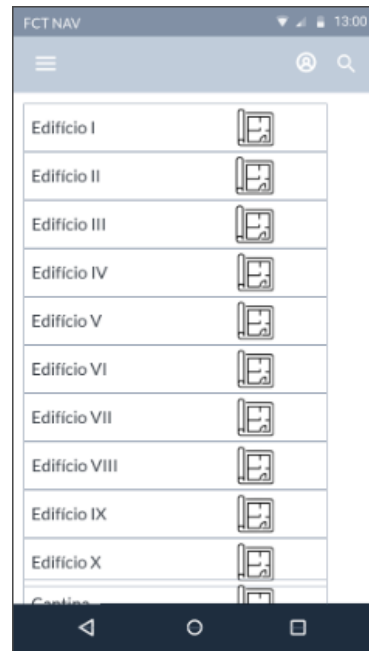 FCT NAV 13:00
Edifício I
Edifício II
Edifício III
Edifício IV
Edifício V
Edifício VI
Edifício VII
Edifício VIII
Edifício IX
Edifício X
Cantina